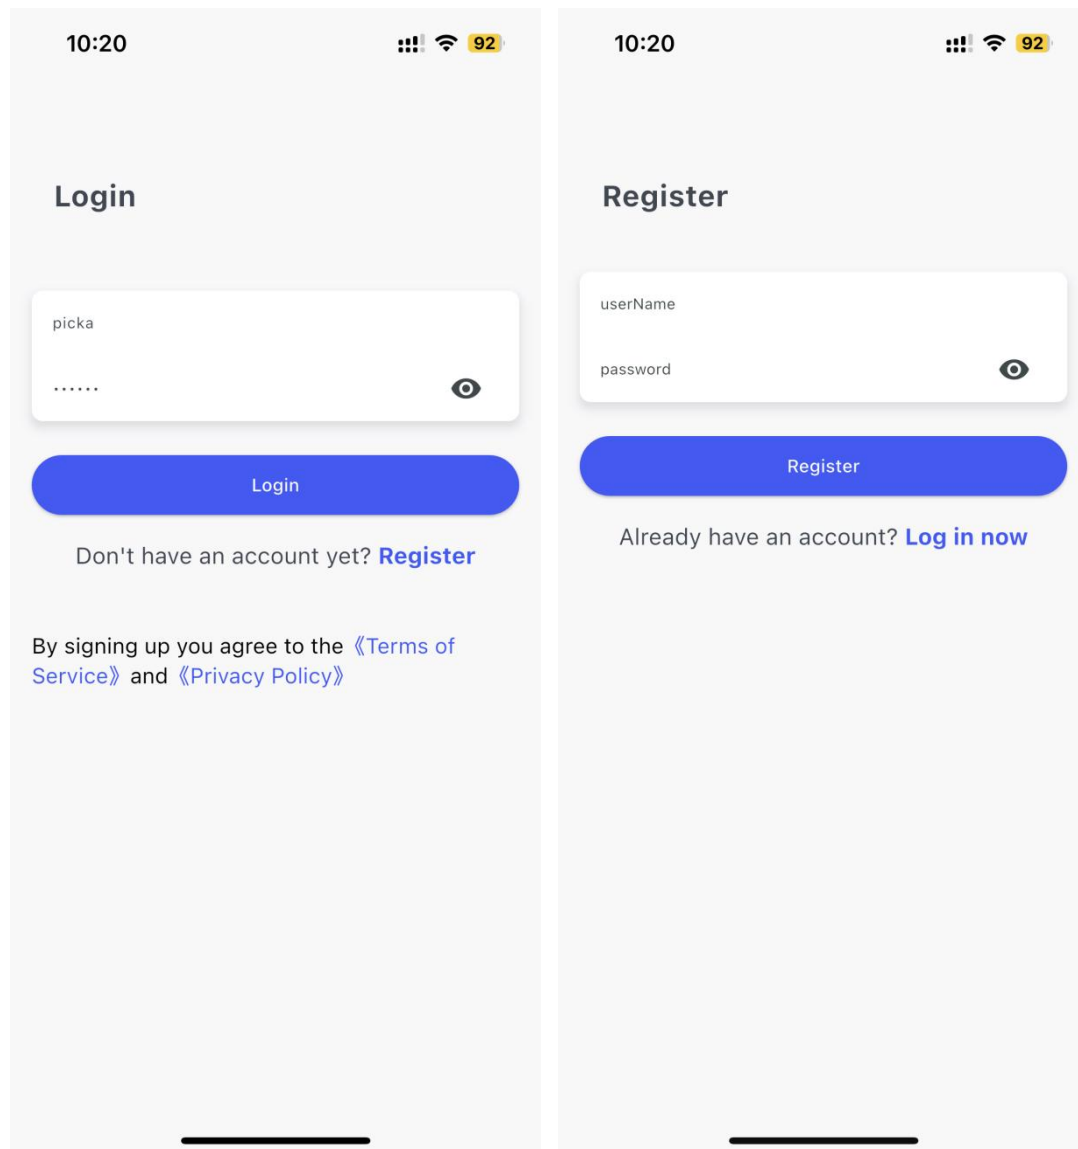 10:20
92
Login
picka
······
Login
Don't have an account yet? Register
By signing up you agree to the 《Terms of
Service》 and 《Privacy Policy》
10:20
92
Register
userName
password
Register
Already have an account? Log in now